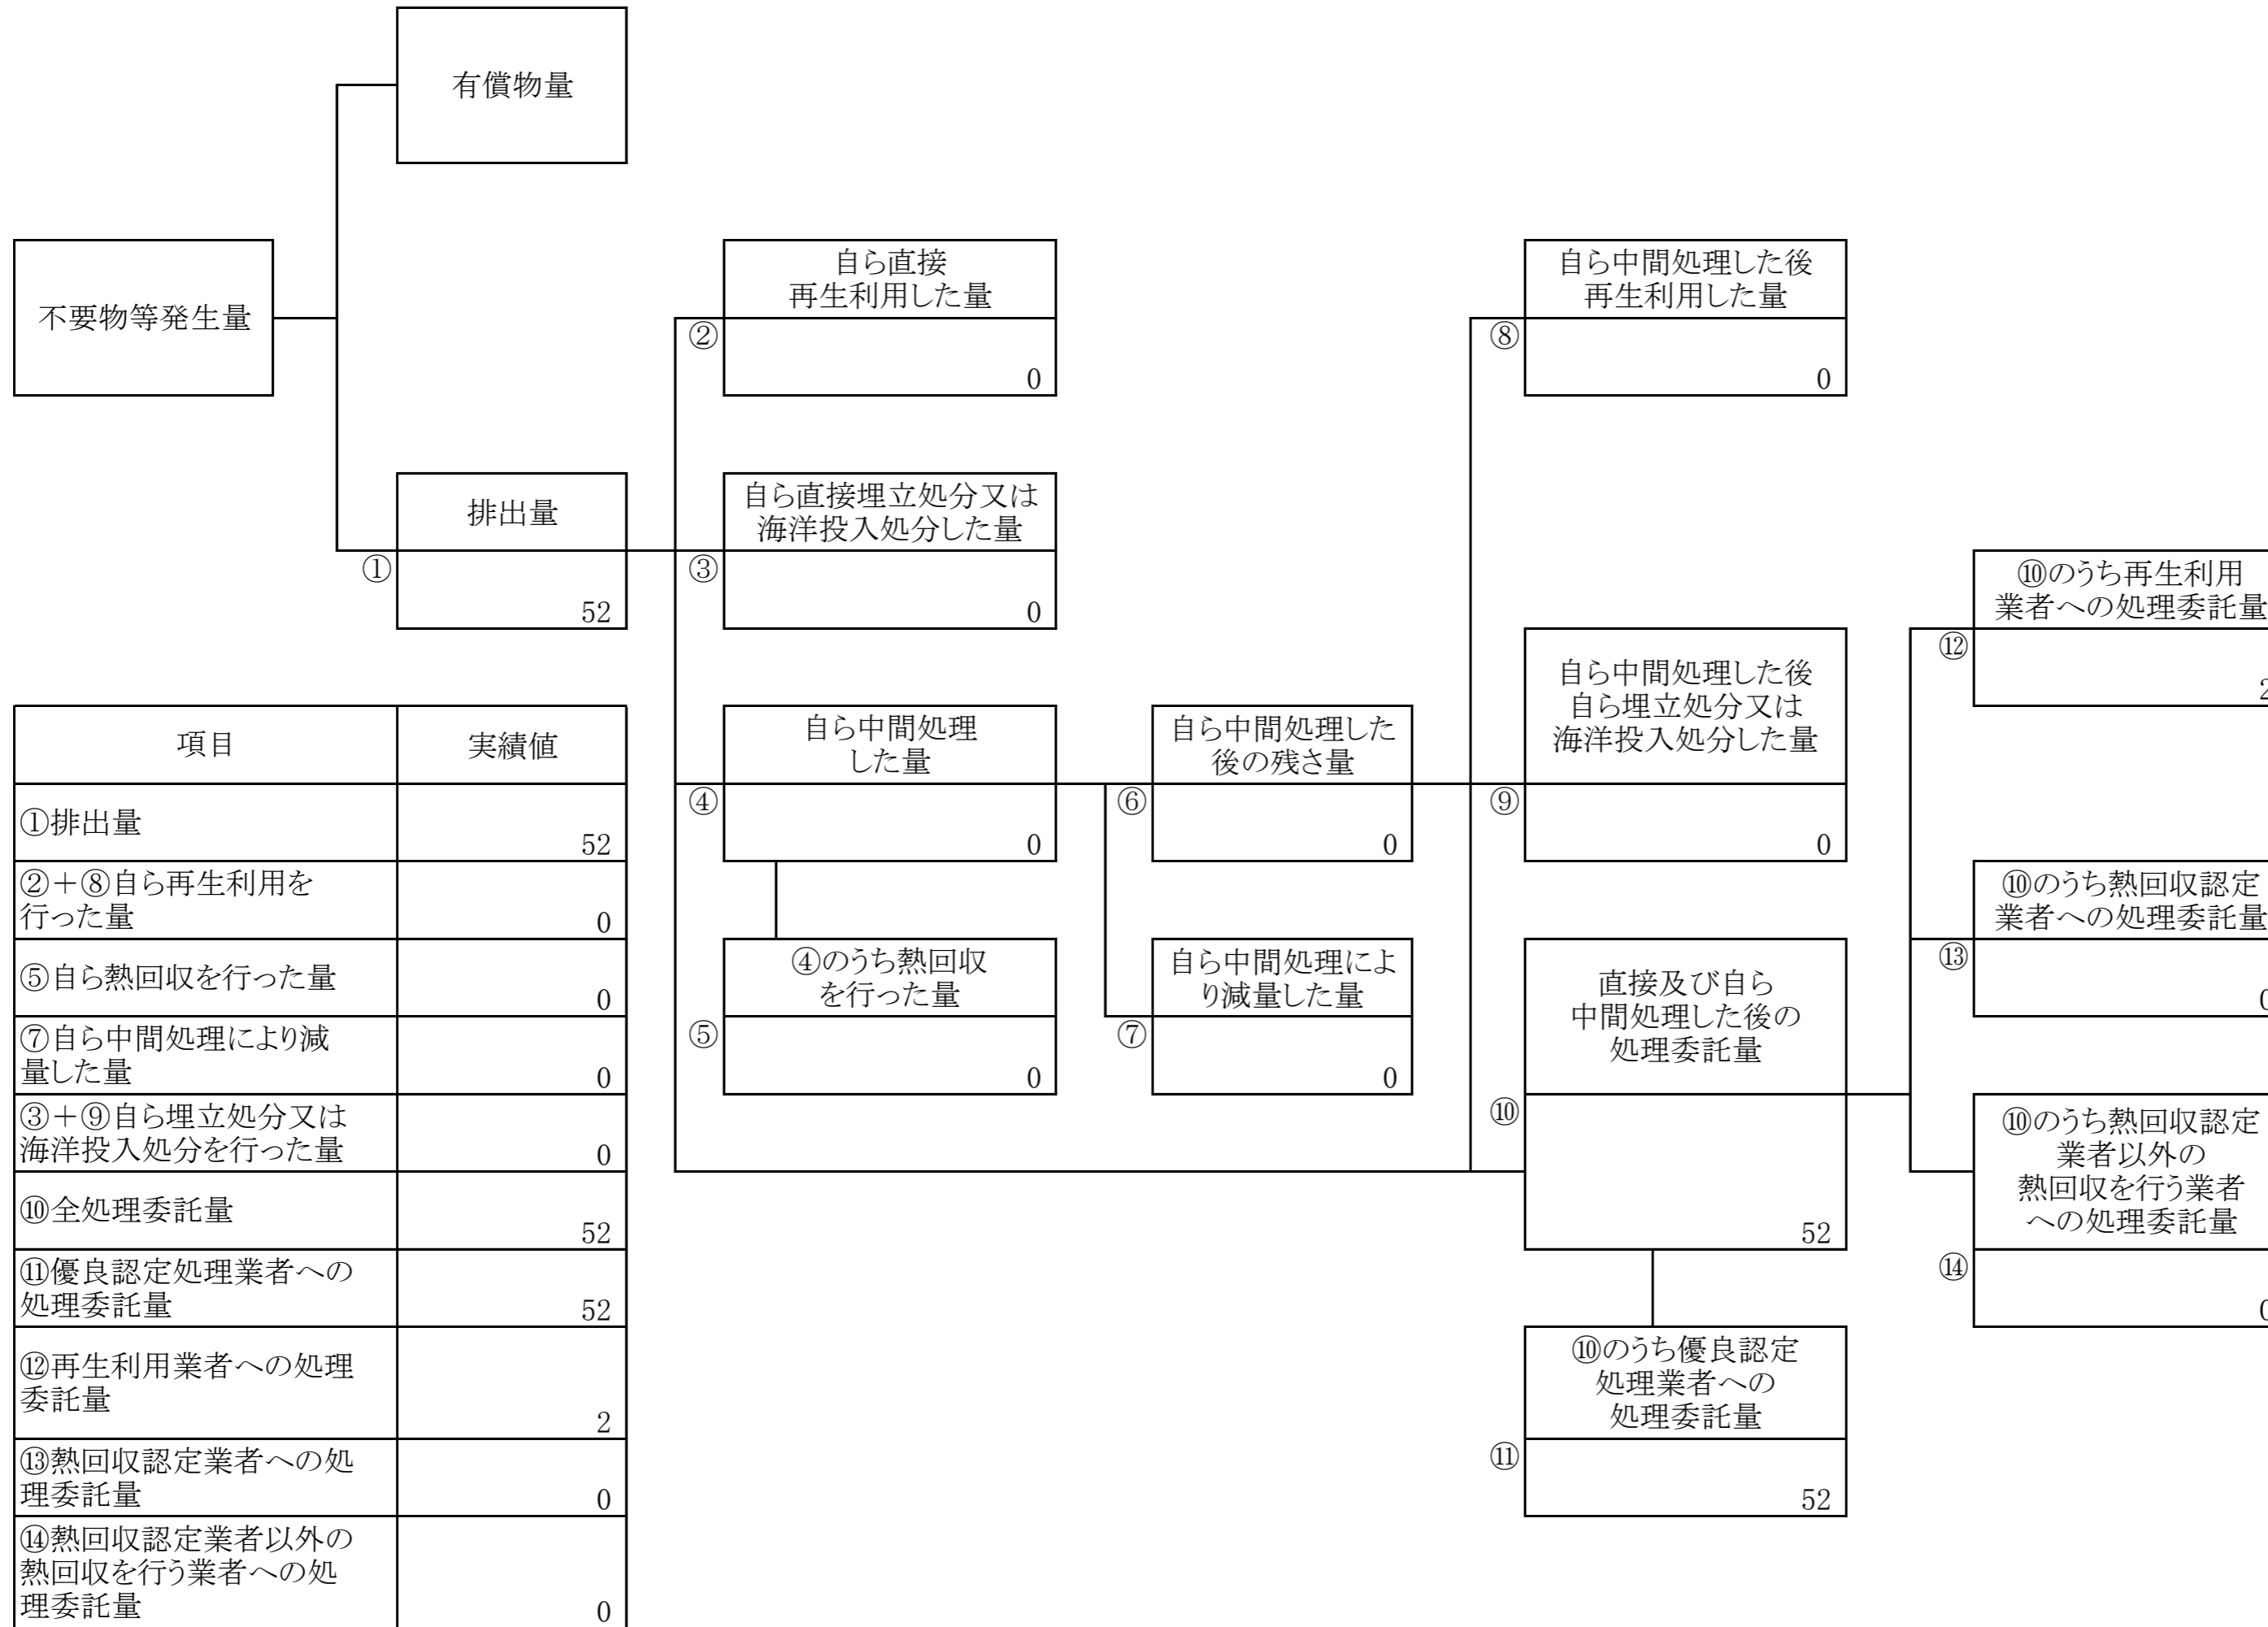 有償物量
不要物等発生量
自ら直接
再生利用した量
②
0
自ら中間処理した後
再生利用した量
⑧
0
排出量
①
52
自ら直接埋立処分又は
海洋投入処分した量
③
0
⑩のうち再生利用
業者への処理委託量
⑫
2
自ら中間処理
した量
④
0
自ら中間処理した
後の残さ量
⑥
0
自ら中間処理した後
自ら埋立処分又は
海洋投入処分した量
⑨
0
⑩のうち熱回収認定
業者への処理委託量
⑬
0
④のうち熱回収
を行った量
⑤
0
自ら中間処理によ
り減量した量
⑦
0
直接及び自ら
中間処理した後の
処理委託量
⑩
52
⑩のうち熱回収認定
業者以外の
熱回収を行う業者
への処理委託量
⑭
0
⑩のうち優良認定
処理業者への
処理委託量
⑪
52
項目 実績値
①排出量
52
②＋⑧自ら再生利用を
行った量
0
⑤自ら熱回収を行った量
0
⑦自ら中間処理により減
量した量
0
③＋⑨自ら埋立処分又は
海洋投入処分を行った量
0
⑩全処理委託量
52
⑪優良認定処理業者への
処理委託量
52
⑫再生利用業者への処理
委託量
2
⑬熱回収認定業者への処
理委託量
0
⑭熱回収認定業者以外の
熱回収を行う業者への処
理委託量
0